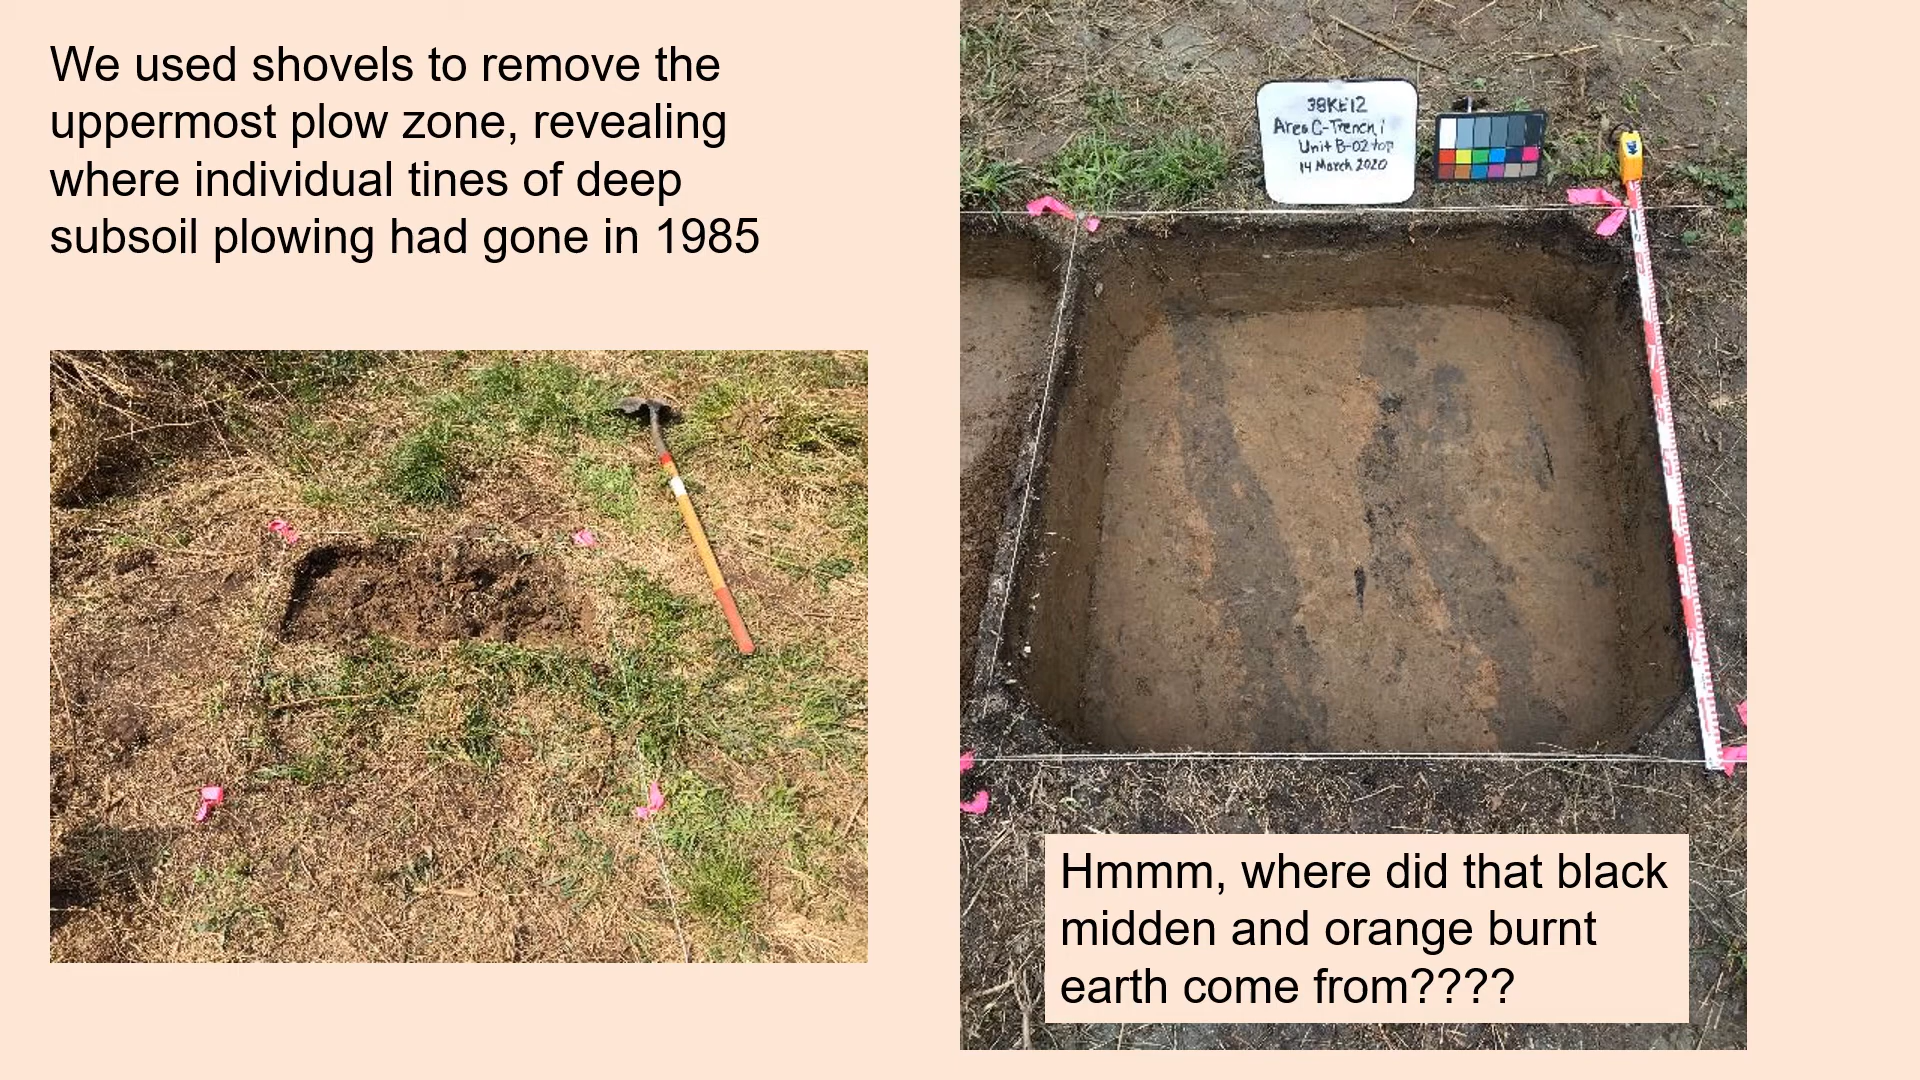 We used shovels to remove the
uppermost plow zone, revealing
where individual tines of deep
subsoil plowing had gone in 1985
38KE12
Area C-Trench 1
Unit B-02 top
14 March 2020
Hmmm, where did that black
midden and orange burnt
earth come from????